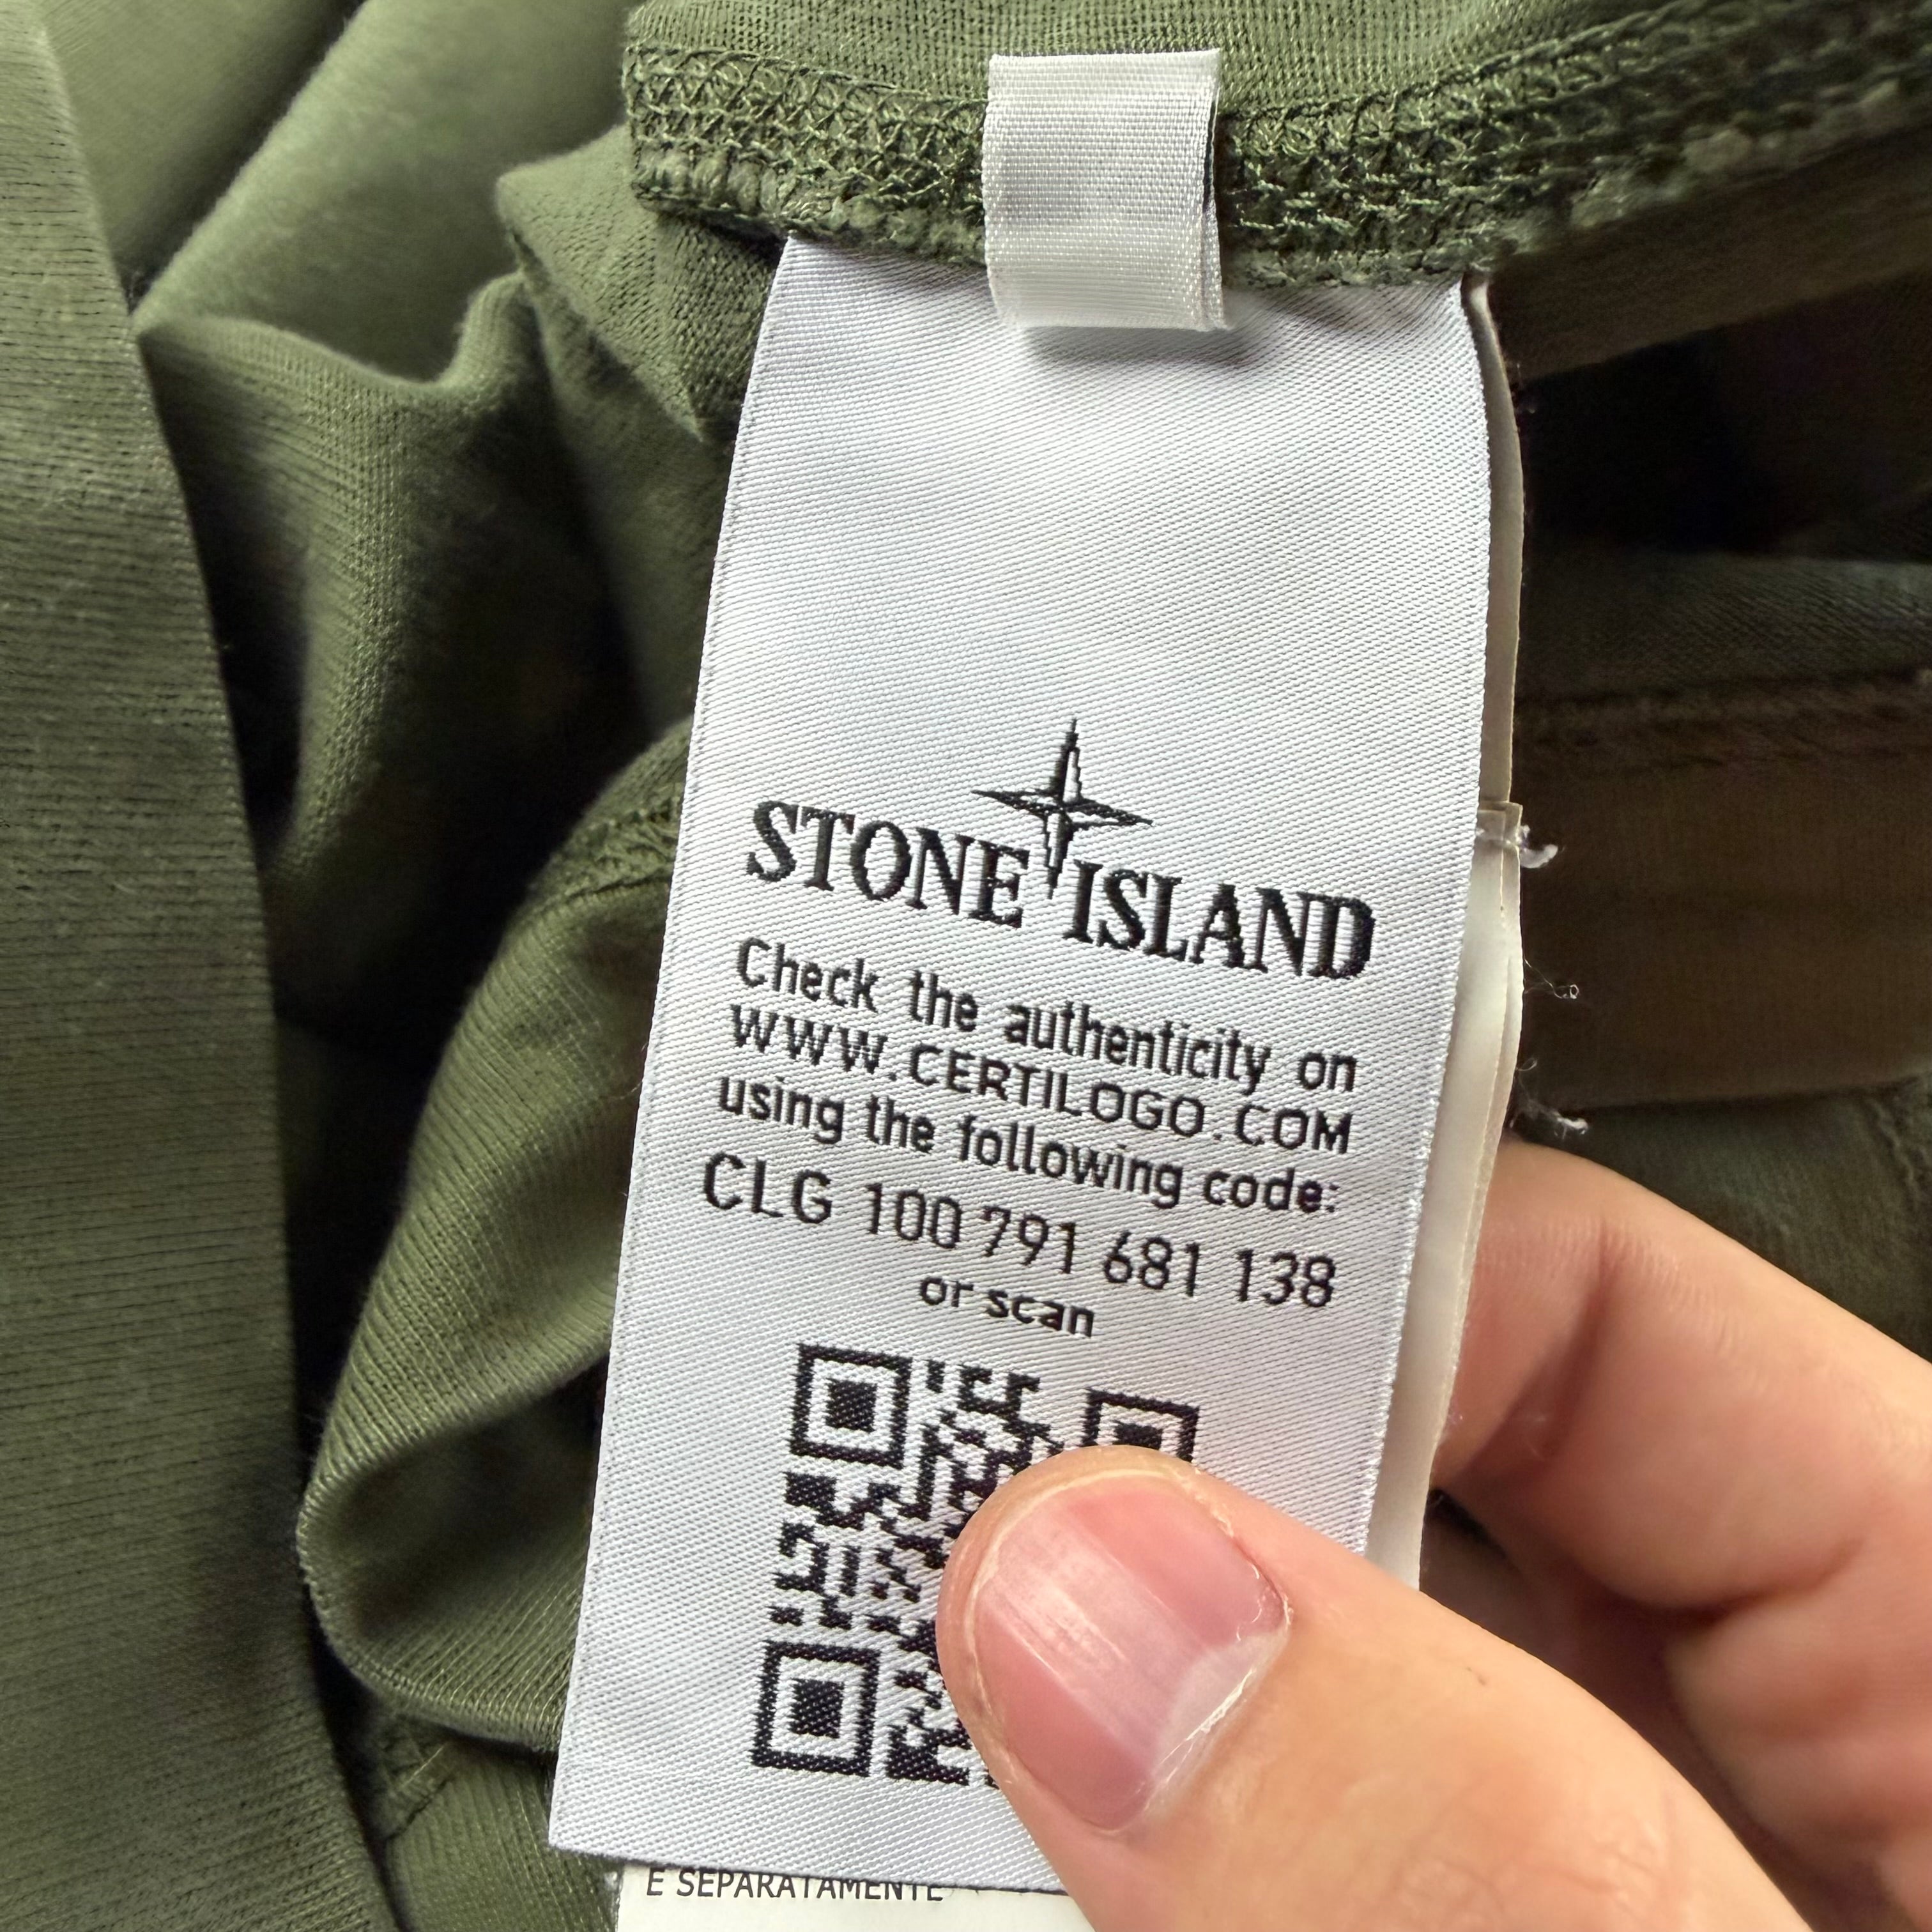 STONE ISLAND
Check the authenticity on
WWW.CERTILOGO.COM
using the following code:
CLG 100 791 681 138
or scan
E SEPARATAMENTE